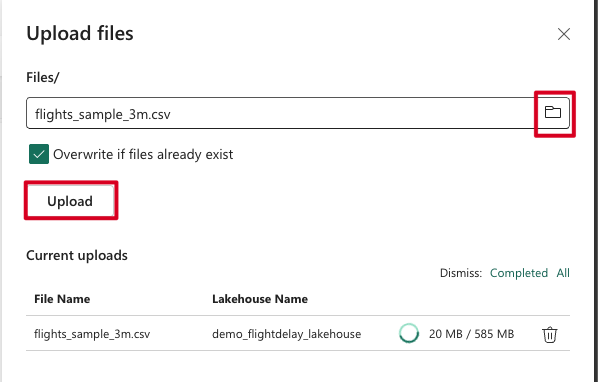 Upload files
Files/
flights_sample_3m.csv
Overwrite if files already exist
Upload
Current uploads
Dismiss: Completed All
File Name Lakehouse Name
flights_sample_3m.csv demo_flightdelay_lakehouse 20 MB / 585 MB